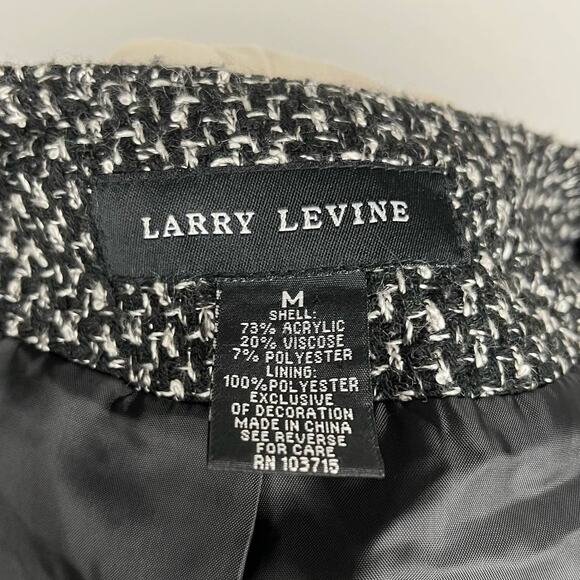 LARRY LEVINE
M
SHELL:
73% ACRYLIC
20% VISCOSE
7% POLYESTER
LINING:
100%POLYESTER
EXCLUSIVE
OF DECORATION
MADE IN CHINA
SEE REVERSE
FOR CARE
RN 103715